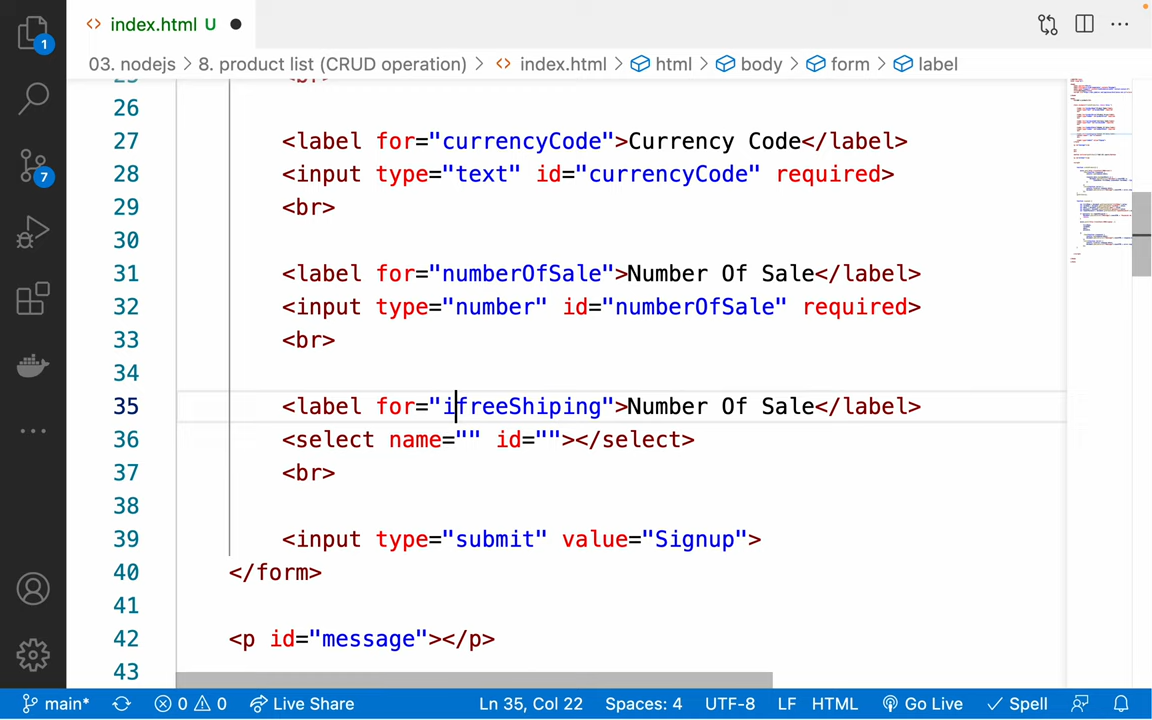 index.html U
03. nodejs > 8. product list (CRUD operation) > index.html > html > body > form > label
1
7
26
27 <label for="currencyCode">Currency Code</label>
28 <input type="text" id="currencyCode" required>
29 <br>
30
31 <label for="numberOfSale">Number Of Sale</label>
32 <input type="number" id="numberOfSale" required>
33 <br>
34
35 <label for="ifreeShiping">Number Of Sale</label>
36 <select name="" id=""></select>
37 <br>
38
39 <input type="submit" value="Signup">
40 </form>
41
42 <p id="message"></p>
43
main* 0 0 Live Share Ln 35, Col 22 Spaces: 4 UTF-8 LF HTML Go Live Spell